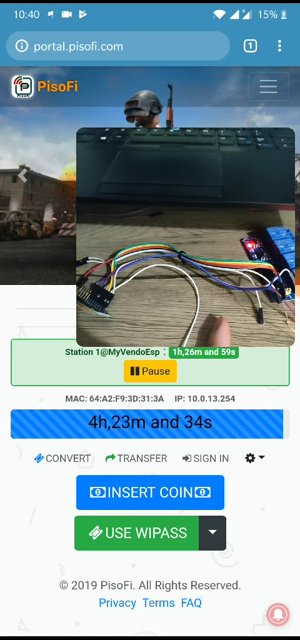 10:40
15%
portal.pisofi.com
1
PisoFi
Station 1@MyVendoEsp : 1h,26m and 59s
Pause
MAC: 64:A2:F9:3D:31:3A IP: 10.0.13.254
4h,23m and 34s
CONVERT TRANSFER SIGN IN
INSERT COIN
USE WIPASS
© 2019 PisoFi. All Rights Reserved.
Privacy Terms FAQ